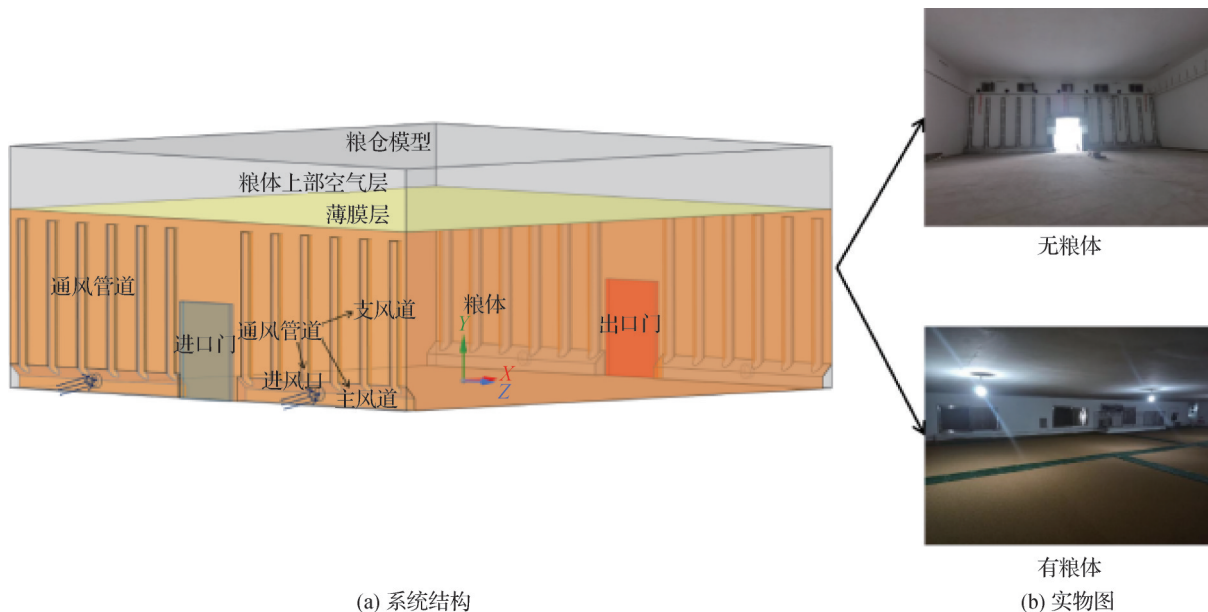 粮仓模型
粮体上部空气层
薄膜层
通风管道
支风道
粮体
通风管道
进口门
出口门
Y
X
Z
进风口
主风道
无粮体
有粮体
(a) 系统结构
(b) 实物图